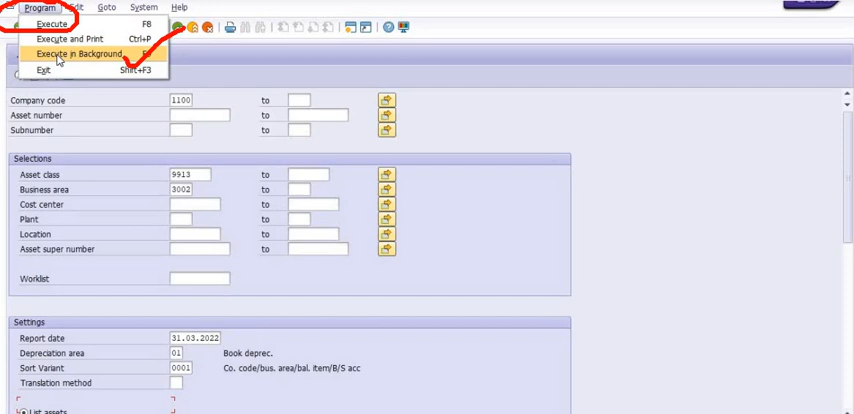 Program Edit Goto System Help
Execute F8
Execute and Print Ctrl+P
Execute in Background
Exit Shift+F3
Company code 1100 to
Asset number to
Subnumber to
Selections
Asset class 9913 to
Business area 3002 to
Cost center to
Plant to
Location to
Asset super number to
Worklist
Settings
Report date 31.03.2022
Depreciation area 01 Book deprec.
Sort Variant 0001 Co. code/bus. area/bal. item/B/S acc
Translation method
List assets